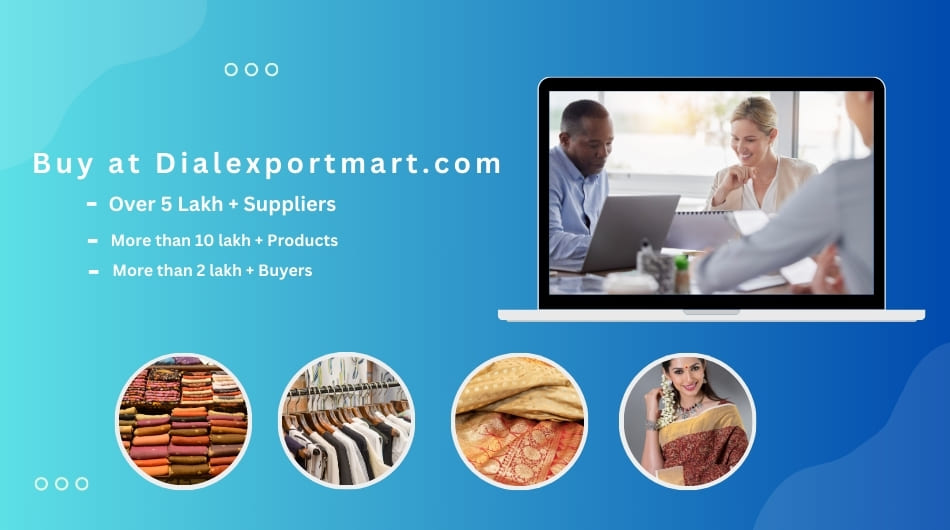 Buy at Dialexportmart.com
- Over 5 Lakh + Suppliers
- More than 10 lakh + Products
- More than 2 lakh + Buyers